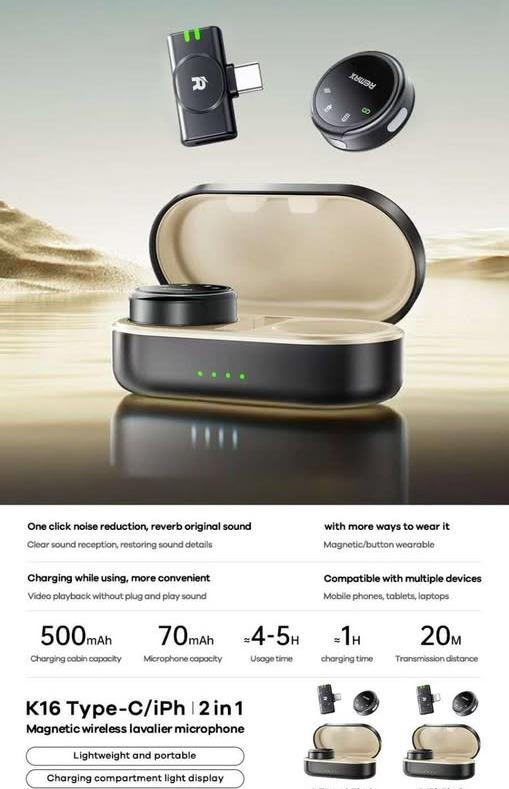 R
REMAX
One click noise reduction, reverb original sound
Clear sound reception, restoring sound details
with more ways to wear it
Magnetic/button wearable
Charging while using, more convenient
Video playback without plug and play sound
Compatible with multiple devices
Mobile phones, tablets, laptops
500mAh
Charging cabin capacity
70mAh
Microphone capacity
≈4-5H
Usage time
≈1H
charging time
20M
Transmission distance
K16 Type-C/iPh | 2 in 1
Magnetic wireless lavalier microphone
Lightweight and portable
Charging compartment light display